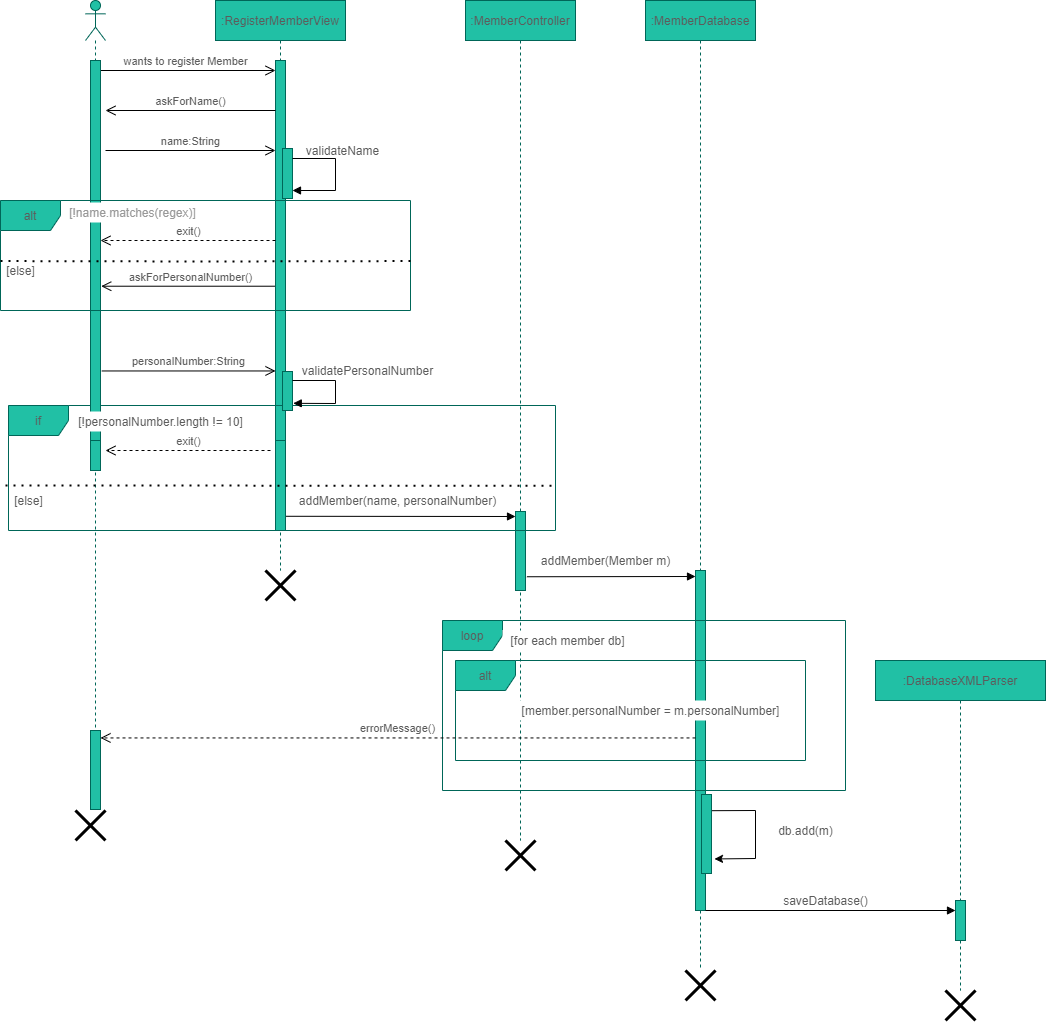 :RegisterMemberView
:MemberController
:MemberDatabase
wants to register Member
askForName()
name:String
validateName
alt
[!name.matches(regex)]
exit()
[else]
askForPersonalNumber()
personalNumber:String
validatePersonalNumber
if
[!personalNumber.length != 10]
exit()
[else]
addMember(name, personalNumber)
addMember(Member m)
loop
[for each member db]
alt
:DatabaseXMLParser
[member.personalNumber = m.personalNumber]
errorMessage()
db.add(m)
saveDatabase()